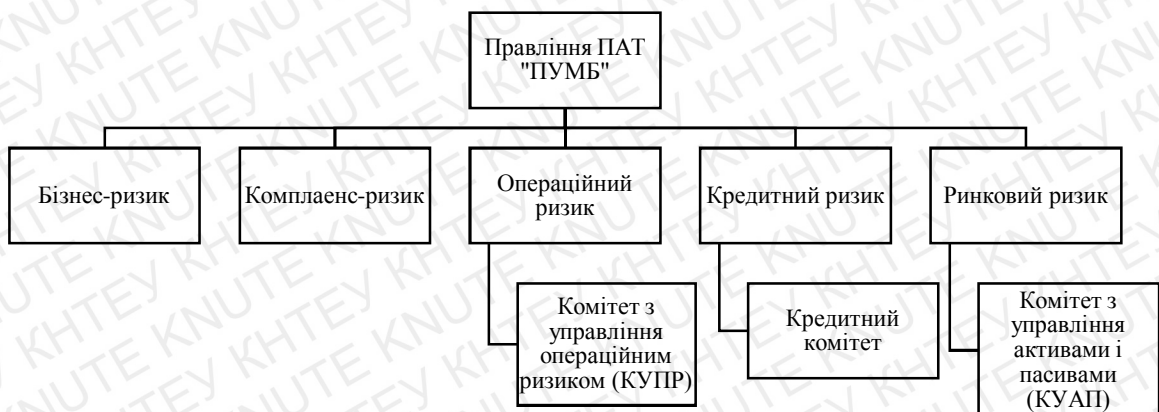 Правління ПАТ
"ПУМБ"
Бізнес-ризик
Комплаенс-ризик
Операційний
ризик
Кредитний ризик
Ринковий ризик
Комітет з
управління
операційним
ризиком (КУПР)
Кредитний
комітет
Комітет з
управління
активами і
пасивами
(КУАП)